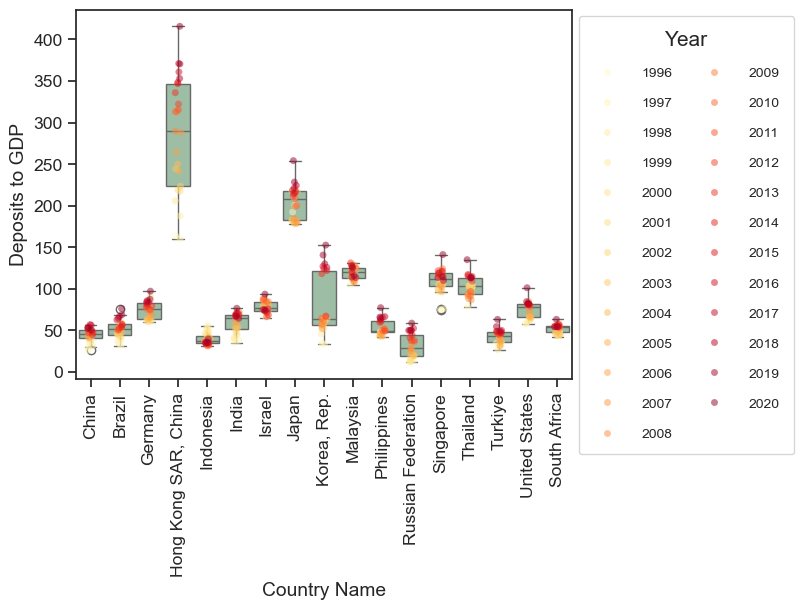 Deposits to GDP
400
350
300
250
200
150
100
50
0
China
Brazil
Germany
Hong Kong SAR, China
Indonesia
India
Israel
Japan
Korea, Rep.
Malaysia
Philippines
Russian Federation
Singapore
Thailand
Turkiye
United States
South Africa
Country Name
Year
1996
1997
1998
1999
2000
2001
2002
2003
2004
2005
2006
2007
2008
2009
2010
2011
2012
2013
2014
2015
2016
2017
2018
2019
2020